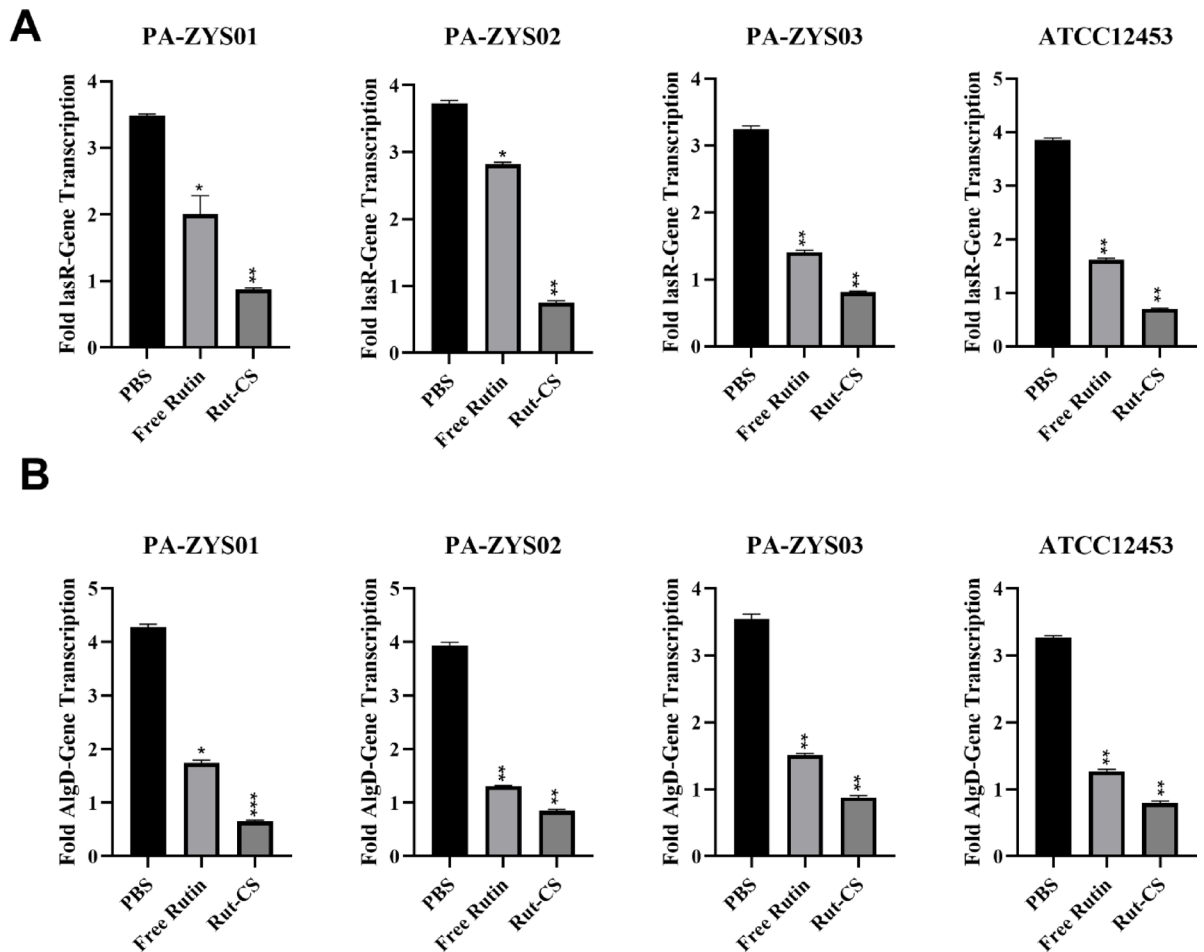 A
PA-ZYS01
PA-ZYS02
PA-ZYS03
ATCC12453
Fold lasR-Gene Transcription
4
3
2
1
0
*
**
PBS
Free Rutin
Rut-CS
Fold lasR-Gene Transcription
4
3
2
1
0
*
**
PBS
Free Rutin
Rut-CS
Fold lasR-Gene Transcription
4
3
2
1
0
**
**
PBS
Free Rutin
Rut-CS
Fold lasR-Gene Transcription
5
4
3
2
1
0
**
**
PBS
Free Rutin
Rut-CS
B
PA-ZYS01
PA-ZYS02
PA-ZYS03
ATCC12453
Fold AlgD-Gene Transcription
5
4
3
2
1
0
*
***
PBS
Free Rutin
Rut-CS
Fold AlgD-Gene Transcription
5
4
3
2
1
0
**
**
PBS
Free Rutin
Rut-CS
Fold AlgD-Gene Transcription
4
3
2
1
0
**
**
PBS
Free Rutin
Rut-CS
Fold AlgD-Gene Transcription
4
3
2
1
0
**
**
PBS
Free Rutin
Rut-CS